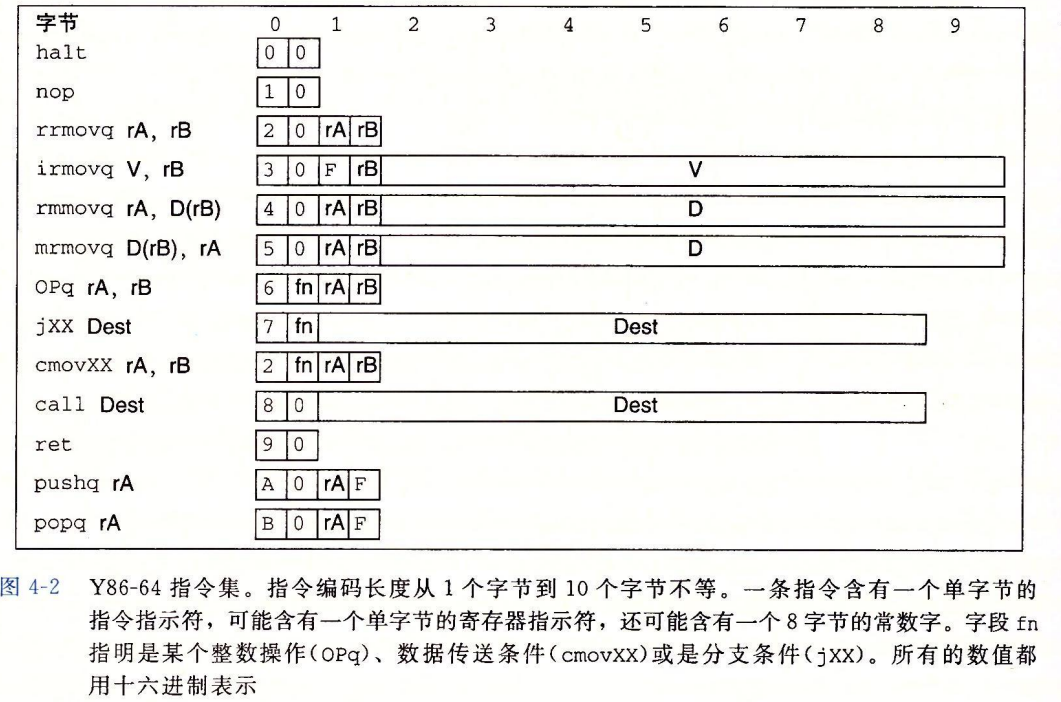 字节 0 1 2 3 4 5 6 7 8 9
halt 0 0
nop 1 0
rrmovq rA, rB 2 0 rA rB
irmovq V, rB 3 0 F rB V
rmmovq rA, D(rB) 4 0 rA rB D
mrmovq D(rB), rA 5 0 rA rB D
OPq rA, rB 6 fn rA rB
jXX Dest 7 fn Dest
cmovXX rA, rB 2 fn rA rB
call Dest 8 0 Dest
ret 9 0
pushq rA A 0 rA F
popq rA B 0 rA F
图 4-2 Y86-64 指令集。指令编码长度从 1 个字节到 10 个字节不等。一条指令含有一个单字节的
指令指示符，可能含有一个单字节的寄存器指示符，还可能含有一个 8 字节的常数字。字段 fn
指明是某个整数操作(OPq)、数据传送条件(cmovXX)或是分支条件(jXX)。所有的数值都
用十六进制表示